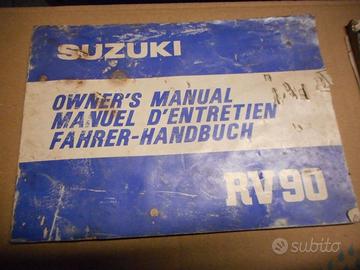 SUZUKI
OWNER'S MANUAL
MANUEL D'ENTRETIEN
FAHRER-HANDBUCH
RV90
subito